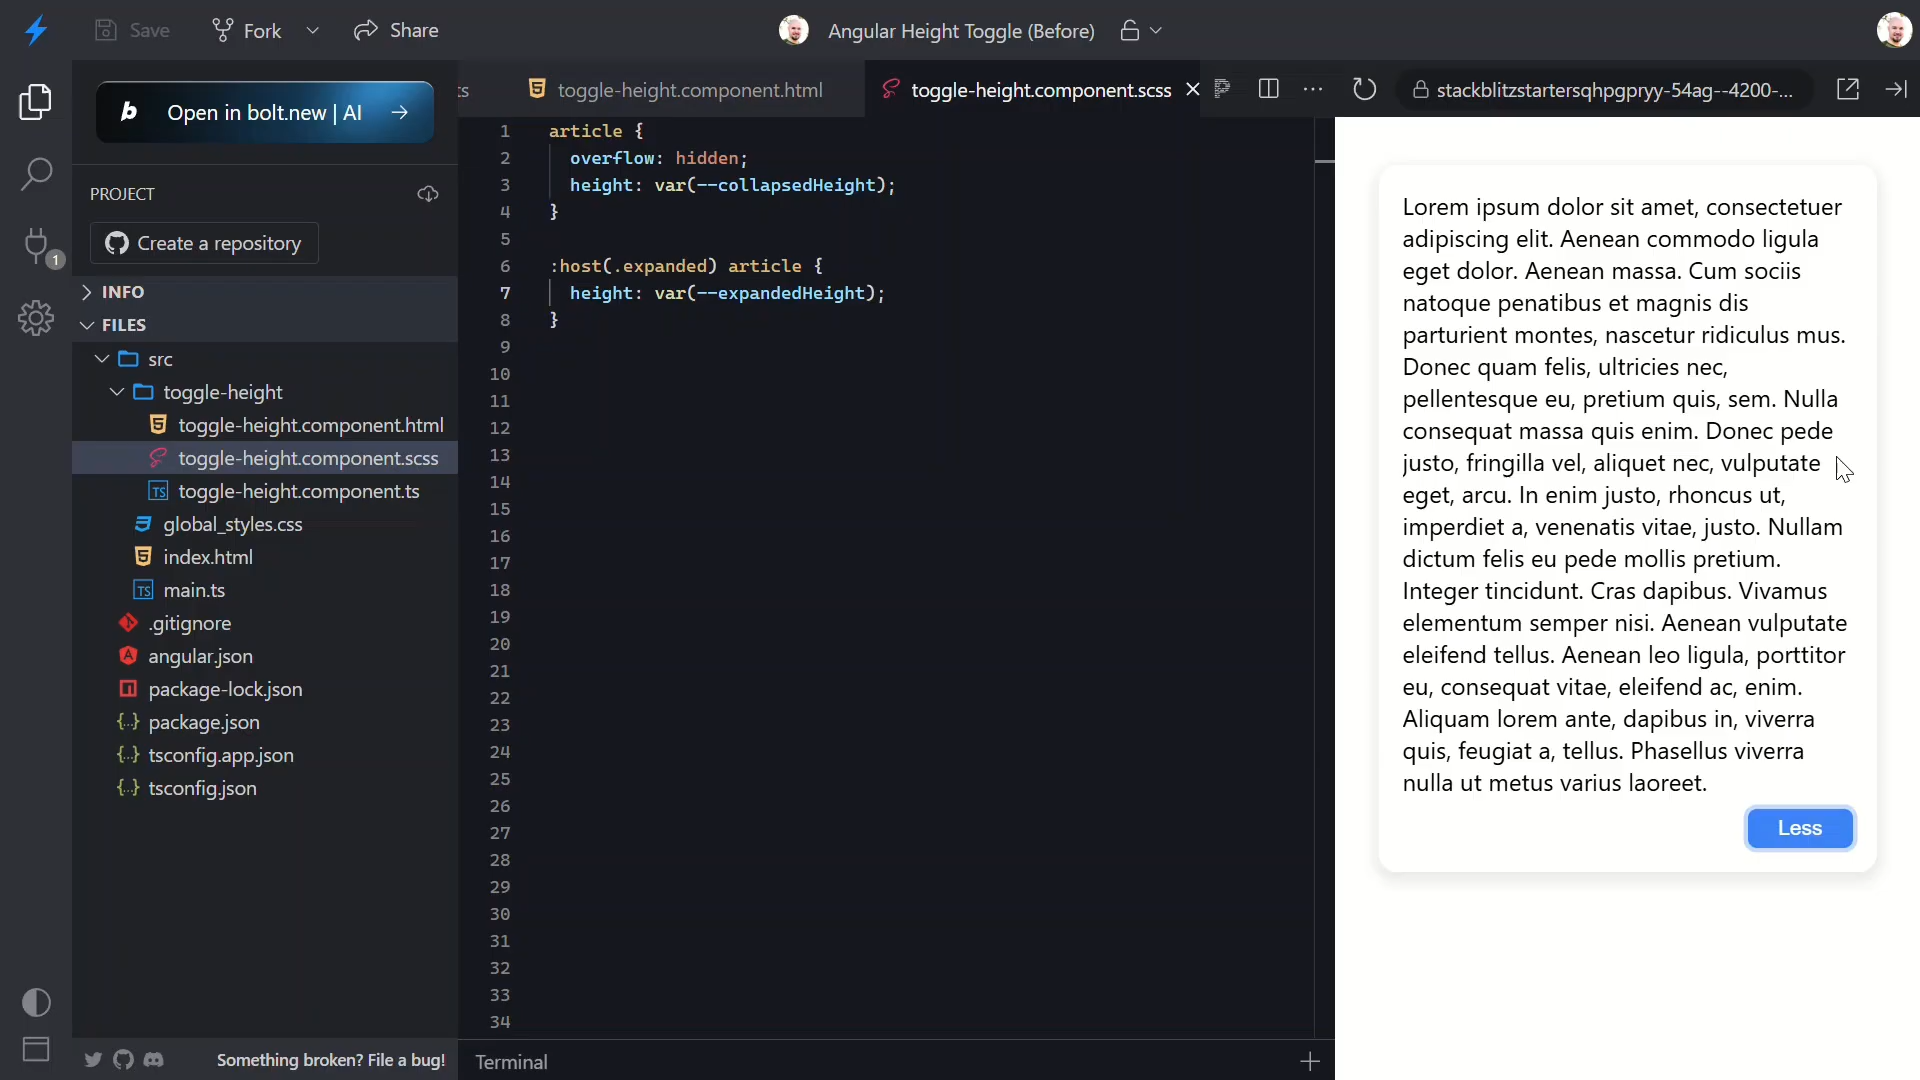 Save
Fork
Share
Angular Height Toggle (Before)
b Open in bolt.new | AI
PROJECT
Create a repository
1
INFO
FILES
src
toggle-height
toggle-height.component.html
toggle-height.component.scss
TS toggle-height.component.ts
global_styles.css
index.html
TS main.ts
.gitignore
angular.json
package-lock.json
{..} package.json
{..} tsconfig.app.json
{..} tsconfig.json
Something broken? File a bug!
ts
toggle-height.component.html
toggle-height.component.scss
1 article {
2 overflow: hidden;
3 height: var(--collapsedHeight);
4 }
5
6 :host(.expanded) article {
7 height: var(--expandedHeight);
8 }
9
10
11
12
13
14
15
16
17
18
19
20
21
22
23
24
25
26
27
28
29
30
31
32
33
34
Terminal
stackblitzstartersqhpgpryy-54ag--4200-...
Lorem ipsum dolor sit amet, consectetuer
adipiscing elit. Aenean commodo ligula
eget dolor. Aenean massa. Cum sociis
natoque penatibus et magnis dis
parturient montes, nascetur ridiculus mus.
Donec quam felis, ultricies nec,
pellentesque eu, pretium quis, sem. Nulla
consequat massa quis enim. Donec pede
justo, fringilla vel, aliquet nec, vulputate
eget, arcu. In enim justo, rhoncus ut,
imperdiet a, venenatis vitae, justo. Nullam
dictum felis eu pede mollis pretium.
Integer tincidunt. Cras dapibus. Vivamus
elementum semper nisi. Aenean vulputate
eleifend tellus. Aenean leo ligula, porttitor
eu, consequat vitae, eleifend ac, enim.
Aliquam lorem ante, dapibus in, viverra
quis, feugiat a, tellus. Phasellus viverra
nulla ut metus varius laoreet.
Less